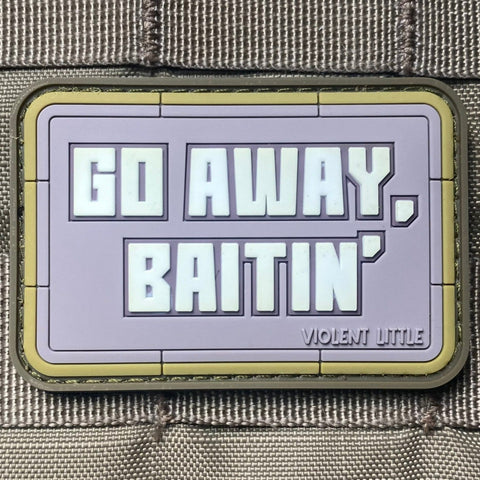 GO AWAY,
BAITIN'
VIOLENT LITTLE